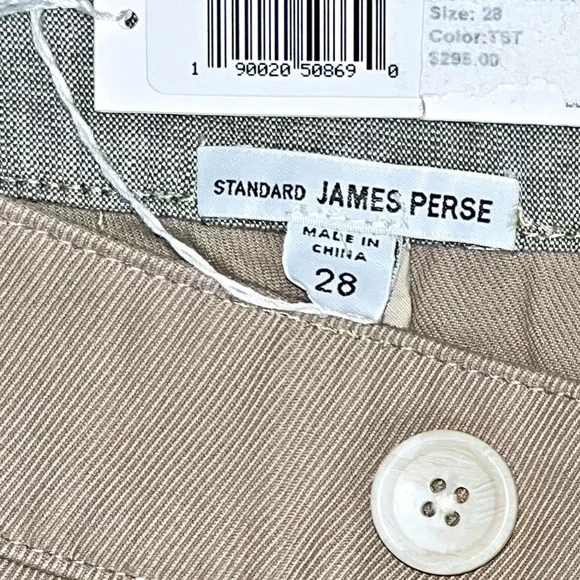 Size: 28
Color:TST
$295.00
1 90020 50869 0
STANDARD JAMES PERSE
MADE IN
CHINA
28